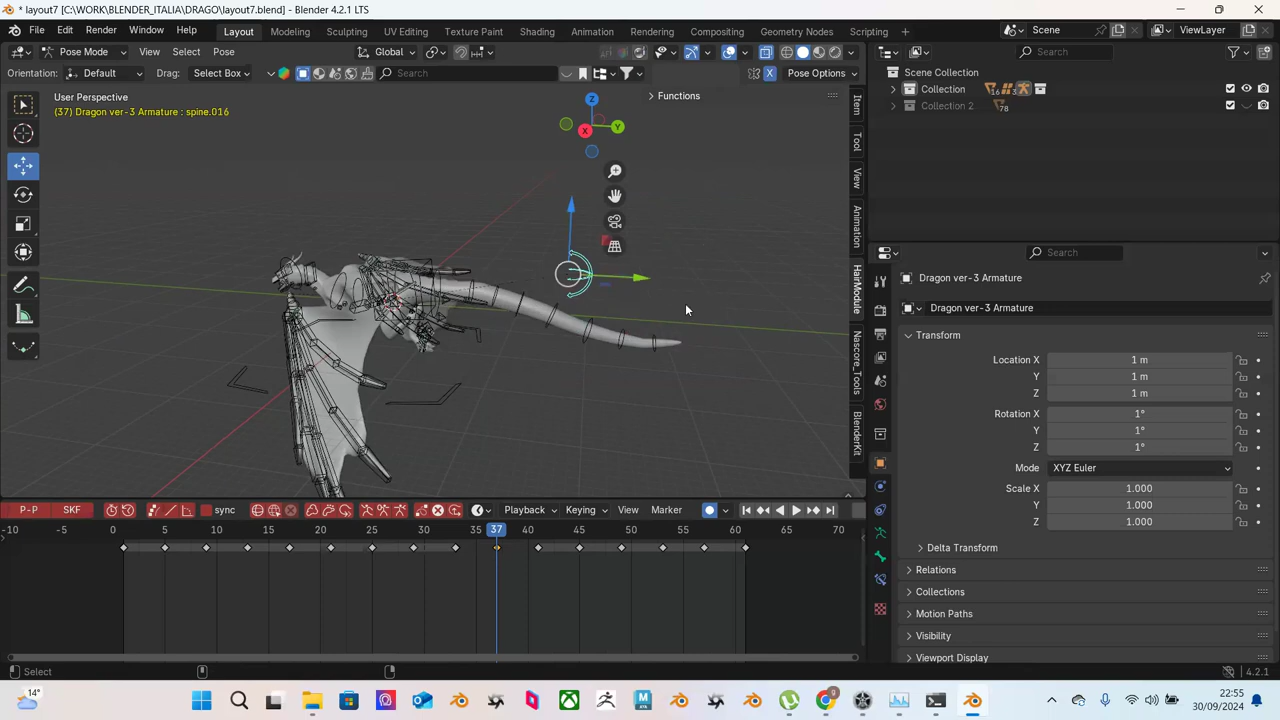 * layout7 [C:\WORK\BLENDER_ITALIA\DRAGO\layout7.blend] - Blender 4.2.1 LTS
File Edit Render Window Help Layout Modeling Sculpting UV Editing Texture Paint Shading Animation Rendering Compositing Geometry Nodes Scripting + Scene ViewLayer
Pose Mode View Select Pose Global Search
Orientation: Default Drag: Select Box Search Pose Options
Scene Collection
Collection 16 3
Collection 2 78
User Perspective
(37) Dragon ver-3 Armature : spine.016
Functions
X Y Z
Item
Tool
View
Animation
HairModule
Nascore_Tools
BlenderKit
Search
Dragon ver-3 Armature
Dragon ver-3 Armature
Transform
Location X 1 m
Y 1 m
Z 1 m
Rotation X 1°
Y 1°
Z 1°
Mode XYZ Euler
Scale X 1.000
Y 1.000
Z 1.000
Delta Transform
Relations
Collections
Motion Paths
Visibility
Viewport Display
P-P SKF sync Playback Keying View Marker
-10 -5 0 5 10 15 20 25 30 35 37 40 45 50 55 60 65 70
Select 4.2.1
14° 22:55
30/09/2024